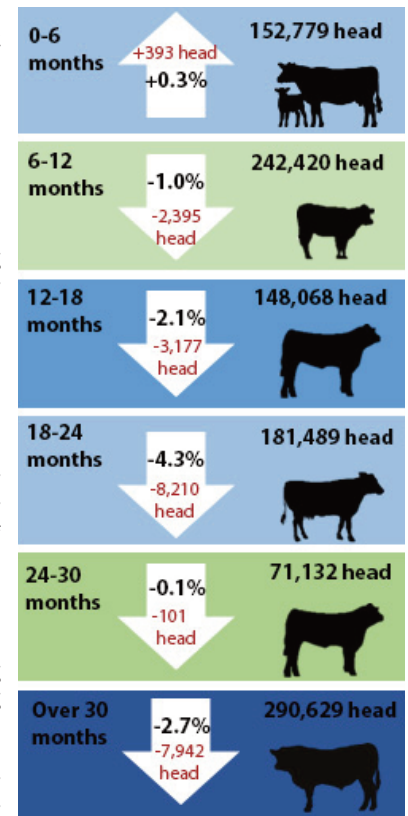 0-6
months
+393 head
+0.3%
152,779 head
6-12
months
-1.0%
-2,395
head
242,420 head
12-18
months
-2.1%
-3,177
head
148,068 head
18-24
months
-4.3%
-8,210
head
181,489 head
24-30
months
-0.1%
-101
head
71,132 head
Over 30
months
-2.7%
-7,942
head
290,629 head